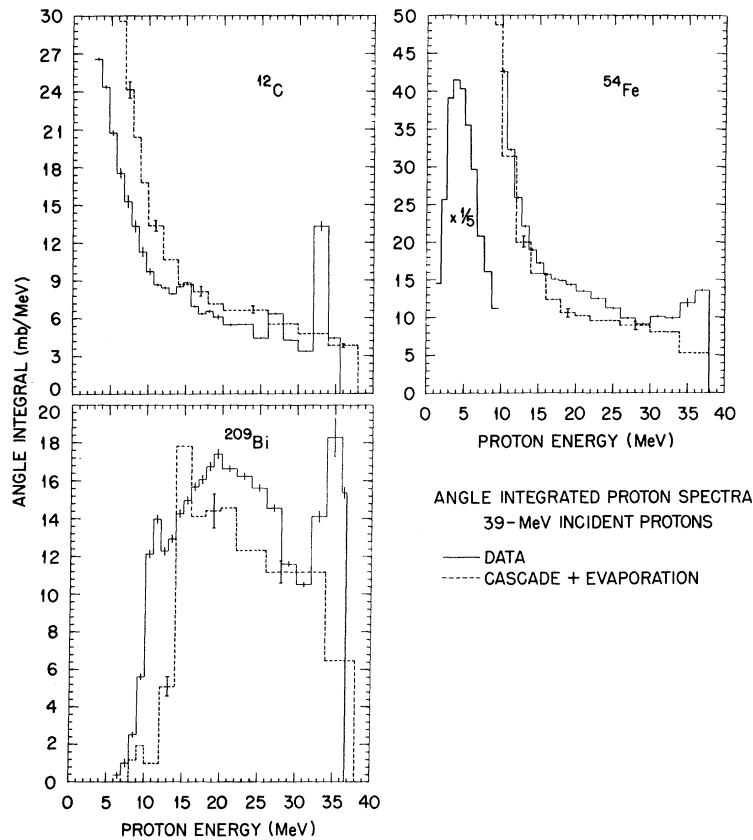 30
27
24
21
18
15
12
9
6
3
0
¹²C
50
45
40
35
30
25
20
15
10
5
0
⁵⁴Fe
x 1/5
0 5 10 15 20 25 30 35 40
PROTON ENERGY (MeV)
ANGLE INTEGRAL (mb/MeV)
20
18
16
14
12
10
8
6
4
2
0
²⁰⁹Bi
0 5 10 15 20 25 30 35 40
PROTON ENERGY (MeV)
ANGLE INTEGRATED PROTON SPECTRA
39-MeV INCIDENT PROTONS
DATA
CASCADE + EVAPORATION